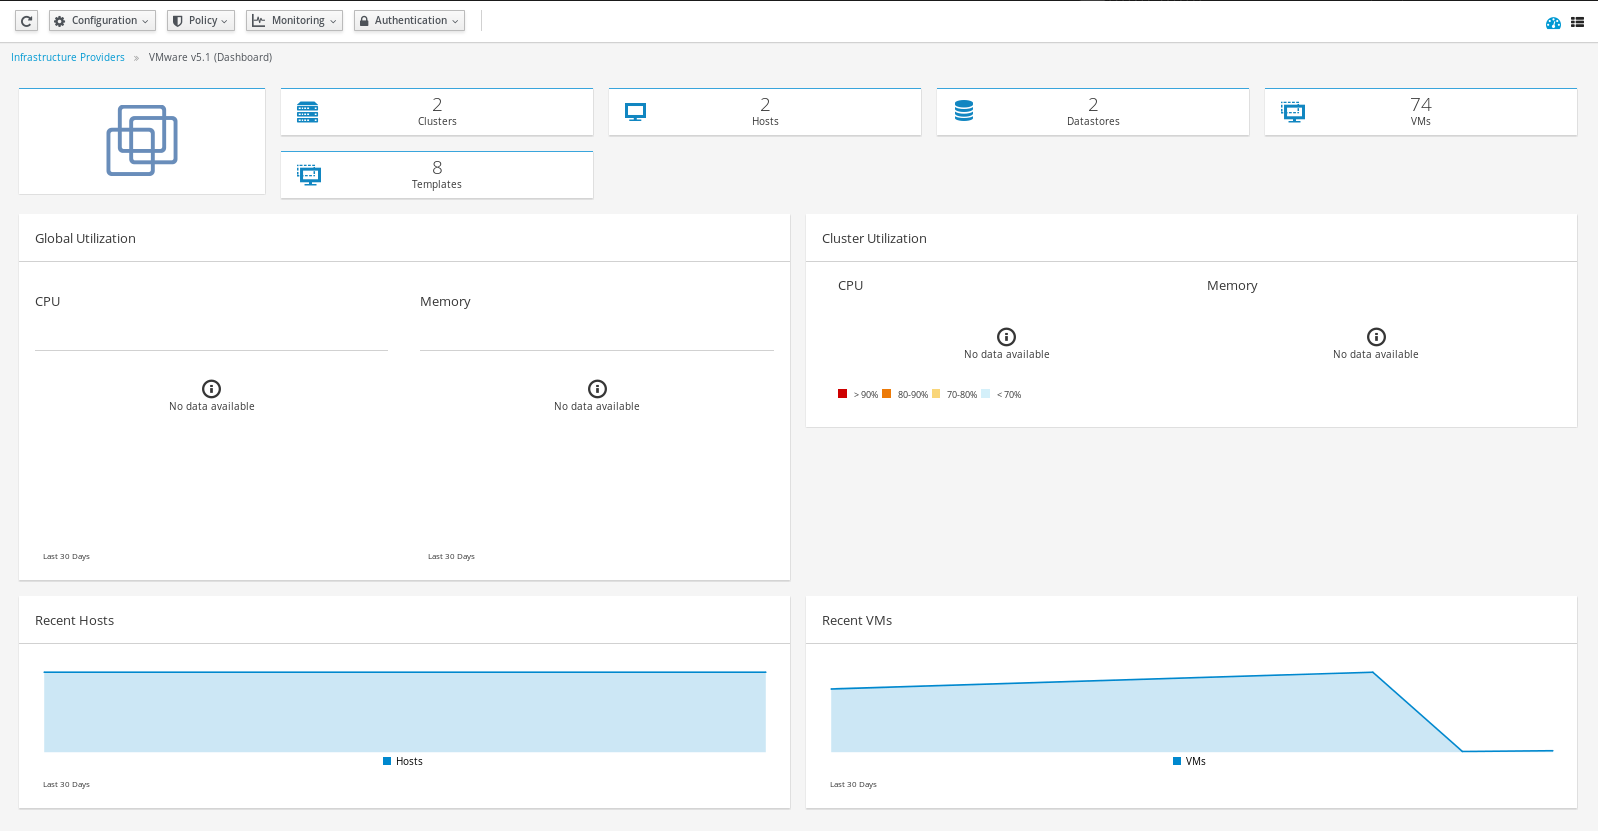 Configuration Policy Monitoring Authentication
Infrastructure Providers » VMware v5.1 (Dashboard)
2
Clusters
2
Hosts
2
Datastores
74
VMs
8
Templates
Global Utilization
CPU
No data available
Last 30 Days
Memory
No data available
Last 30 Days
Cluster Utilization
CPU
No data available
Memory
No data available
> 90% 80-90% 70-80% < 70%
Recent Hosts
Hosts
Last 30 Days
Recent VMs
VMs
Last 30 Days